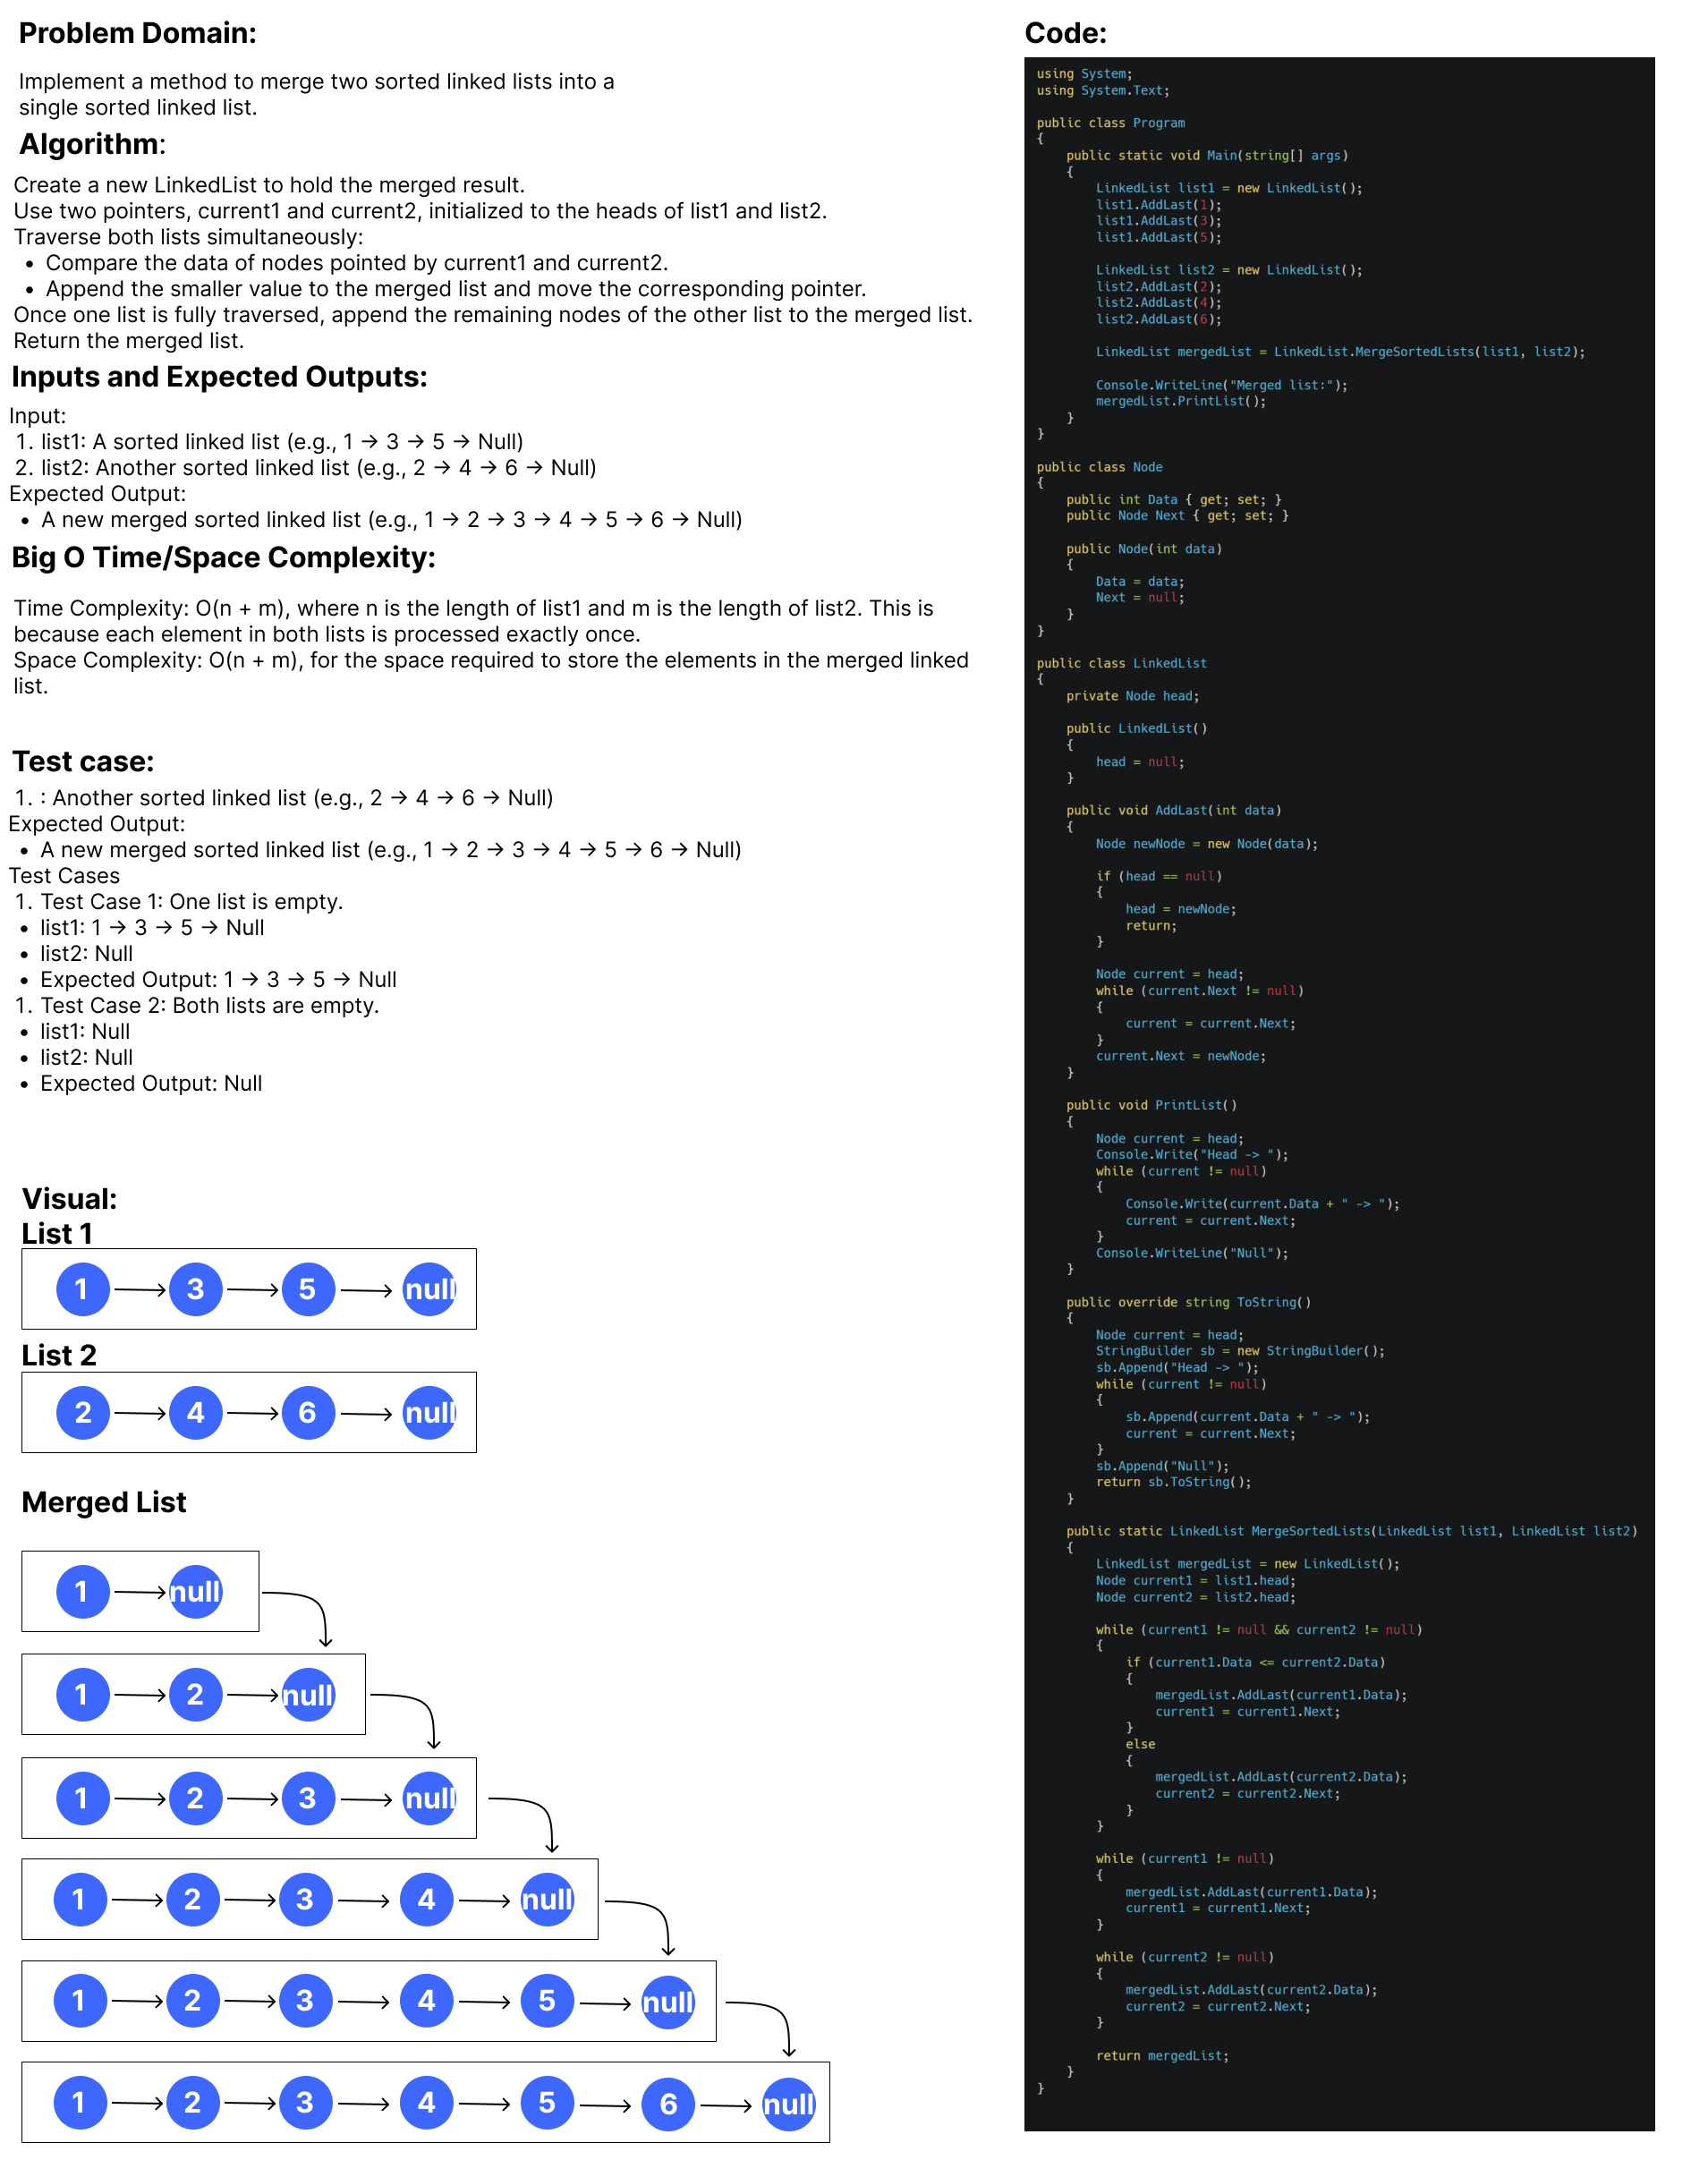 Problem Domain:
Implement a method to merge two sorted linked lists into a
single sorted linked list.
Algorithm:
Create a new LinkedList to hold the merged result.
Use two pointers, current1 and current2, initialized to the heads of list1 and list2.
Traverse both lists simultaneously:
• Compare the data of nodes pointed by current1 and current2.
• Append the smaller value to the merged list and move the corresponding pointer.
Once one list is fully traversed, append the remaining nodes of the other list to the merged list.
Return the merged list.
Inputs and Expected Outputs:
Input:
1. list1: A sorted linked list (e.g., 1 → 3 → 5 → Null)
2. list2: Another sorted linked list (e.g., 2 → 4 → 6 → Null)
Expected Output:
• A new merged sorted linked list (e.g., 1 → 2 → 3 → 4 → 5 → 6 → Null)
Big O Time/Space Complexity:
Time Complexity: O(n + m), where n is the length of list1 and m is the length of list2. This is
because each element in both lists is processed exactly once.
Space Complexity: O(n + m), for the space required to store the elements in the merged linked
list.
Test case:
1. : Another sorted linked list (e.g., 2 → 4 → 6 → Null)
Expected Output:
• A new merged sorted linked list (e.g., 1 → 2 → 3 → 4 → 5 → 6 → Null)
Test Cases
1. Test Case 1: One list is empty.
• list1: 1 → 3 → 5 → Null
• list2: Null
• Expected Output: 1 → 3 → 5 → Null
1. Test Case 2: Both lists are empty.
• list1: Null
• list2: Null
• Expected Output: Null
Visual:
List 1
1 3 5 null
List 2
2 4 6 null
Merged List
1 null
1 2 null
1 2 3 null
1 2 3 4 null
1 2 3 4 5 null
1 2 3 4 5 6 null
Code:
using System;
using System.Text;
public class Program
{
    public static void Main(string[] args)
    {
        LinkedList list1 = new LinkedList();
        list1.AddLast(1);
        list1.AddLast(3);
        list1.AddLast(5);
        LinkedList list2 = new LinkedList();
        list2.AddLast(2);
        list2.AddLast(4);
        list2.AddLast(6);
        LinkedList mergedList = LinkedList.MergeSortedLists(list1, list2);
        Console.WriteLine("Merged list:");
        mergedList.PrintList();
    }
}
public class Node
{
    public int Data { get; set; }
    public Node Next { get; set; }
    public Node(int data)
    {
        Data = data;
        Next = null;
    }
}
public class LinkedList
{
    private Node head;
    public LinkedList()
    {
        head = null;
    }
    public void AddLast(int data)
    {
        Node newNode = new Node(data);
        if (head == null)
        {
            head = newNode;
            return;
        }
        Node current = head;
        while (current.Next != null)
        {
            current = current.Next;
        }
        current.Next = newNode;
    }
    public void PrintList()
    {
        Node current = head;
        Console.Write("Head -> ");
        while (current != null)
        {
            Console.Write(current.Data + " -> ");
            current = current.Next;
        }
        Console.WriteLine("Null");
    }
    public override string ToString()
    {
        Node current = head;
        StringBuilder sb = new StringBuilder();
        sb.Append("Head -> ");
        while (current != null)
        {
            sb.Append(current.Data + " -> ");
            current = current.Next;
        }
        sb.Append("Null");
        return sb.ToString();
    }
    public static LinkedList MergeSortedLists(LinkedList list1, LinkedList list2)
    {
        LinkedList mergedList = new LinkedList();
        Node current1 = list1.head;
        Node current2 = list2.head;
        while (current1 != null && current2 != null)
        {
            if (current1.Data <= current2.Data)
            {
                mergedList.AddLast(current1.Data);
                current1 = current1.Next;
            }
            else
            {
                mergedList.AddLast(current2.Data);
                current2 = current2.Next;
            }
        }
        while (current1 != null)
        {
            mergedList.AddLast(current1.Data);
            current1 = current1.Next;
        }
        while (current2 != null)
        {
            mergedList.AddLast(current2.Data);
            current2 = current2.Next;
        }
        return mergedList;
    }
}